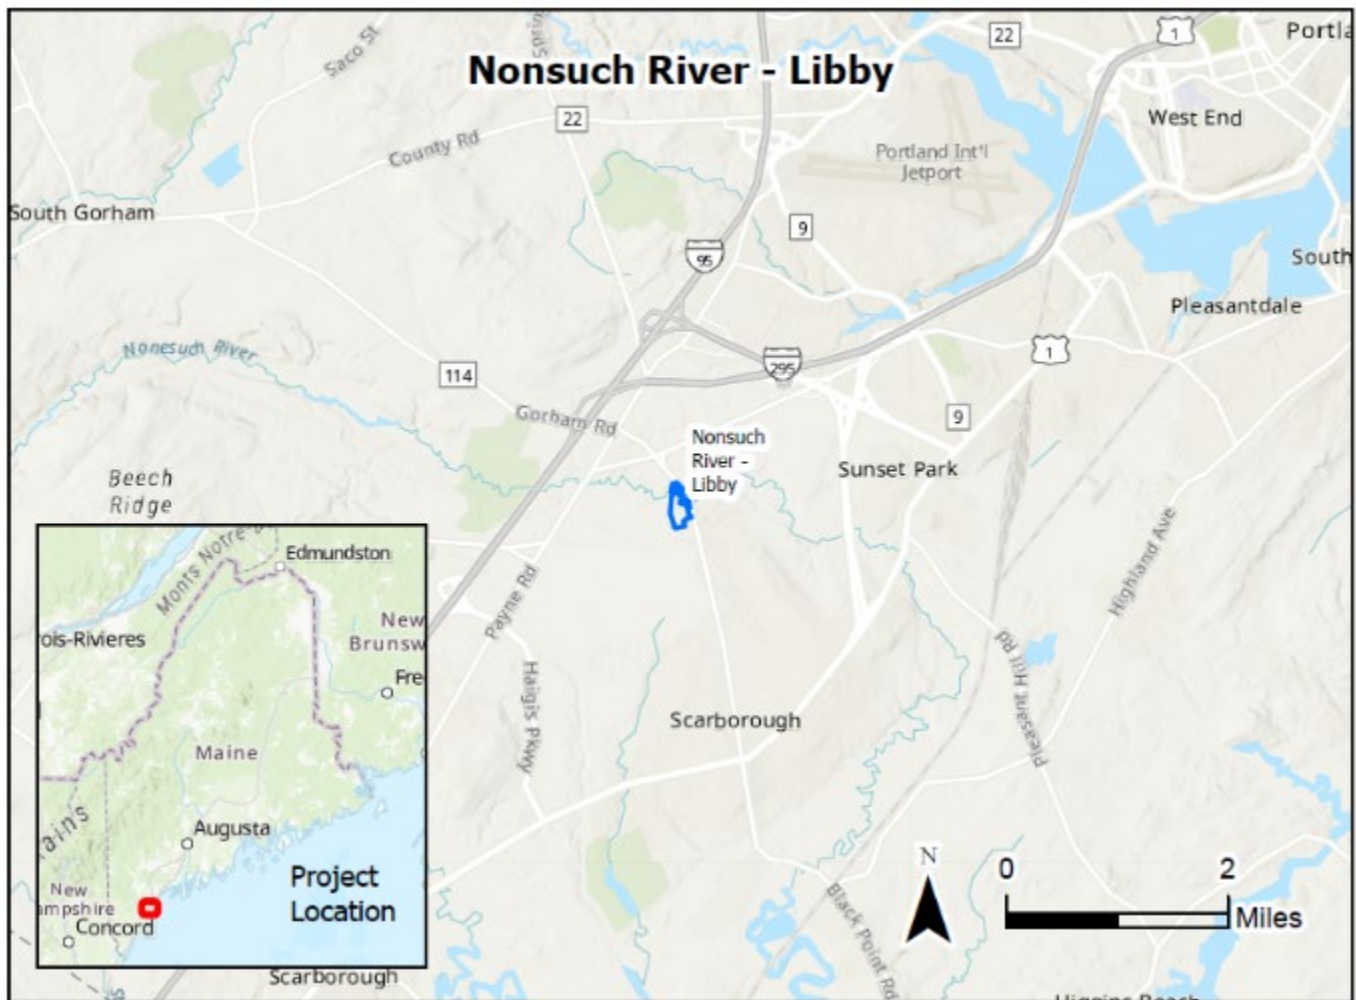 Nonsuch River - Libby
Saco St
22
1
Portla
22
County Rd
West End
Portland Int'l
Jetport
South Gorham
9
95
South
Pleasantdale
Nonesuch River
1
295
114
Gorham Rd
9
Nonsuch
River -
Libby
Sunset Park
Beech
Ridge
Highland Ave
Payne Rd
Pleasant Hill Rd
Haigis Pkwy
Scarborough
Monts Notre-D
Edmundston
New
Brunsw
ois-Rivieres
Fre
Maine
ains
Augusta
Project
Location
New
ampshire
Concord
N
0
2
Miles
Black Point Rd
Scarborough
Higgins Beach